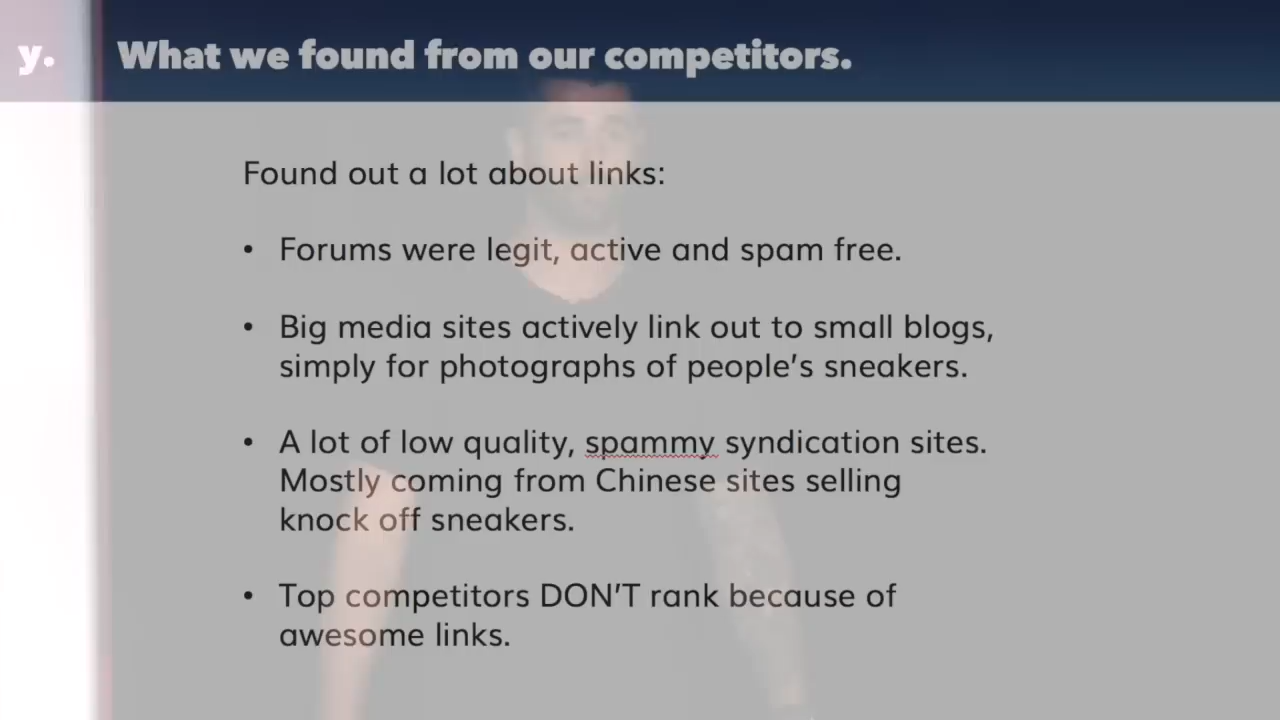 y.
What we found from our competitors.
Found out a lot about links:
• Forums were legit, active and spam free.
• Big media sites actively link out to small blogs,
simply for photographs of people’s sneakers.
• A lot of low quality, spammy syndication sites.
Mostly coming from Chinese sites selling
knock off sneakers.
• Top competitors DON’T rank because of
awesome links.